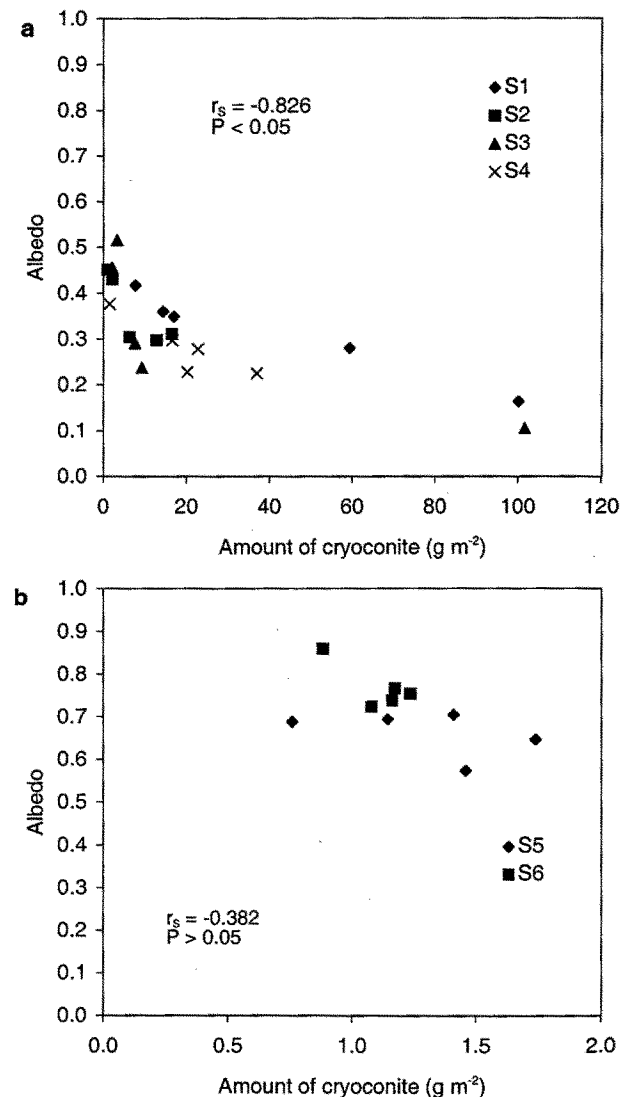 a
1.0
0.9
0.8
0.7
0.6
0.5
0.4
0.3
0.2
0.1
0.0
Albedo
rs = -0.826
P < 0.05
S1
S2
S3
S4
0 20 40 60 80 100 120
Amount of cryoconite (g m-2)
b
1.0
0.9
0.8
0.7
0.6
0.5
0.4
0.3
0.2
0.1
0.0
Albedo
S5
S6
rs = -0.382
P > 0.05
0.0 0.5 1.0 1.5 2.0
Amount of cryoconite (g m-2)